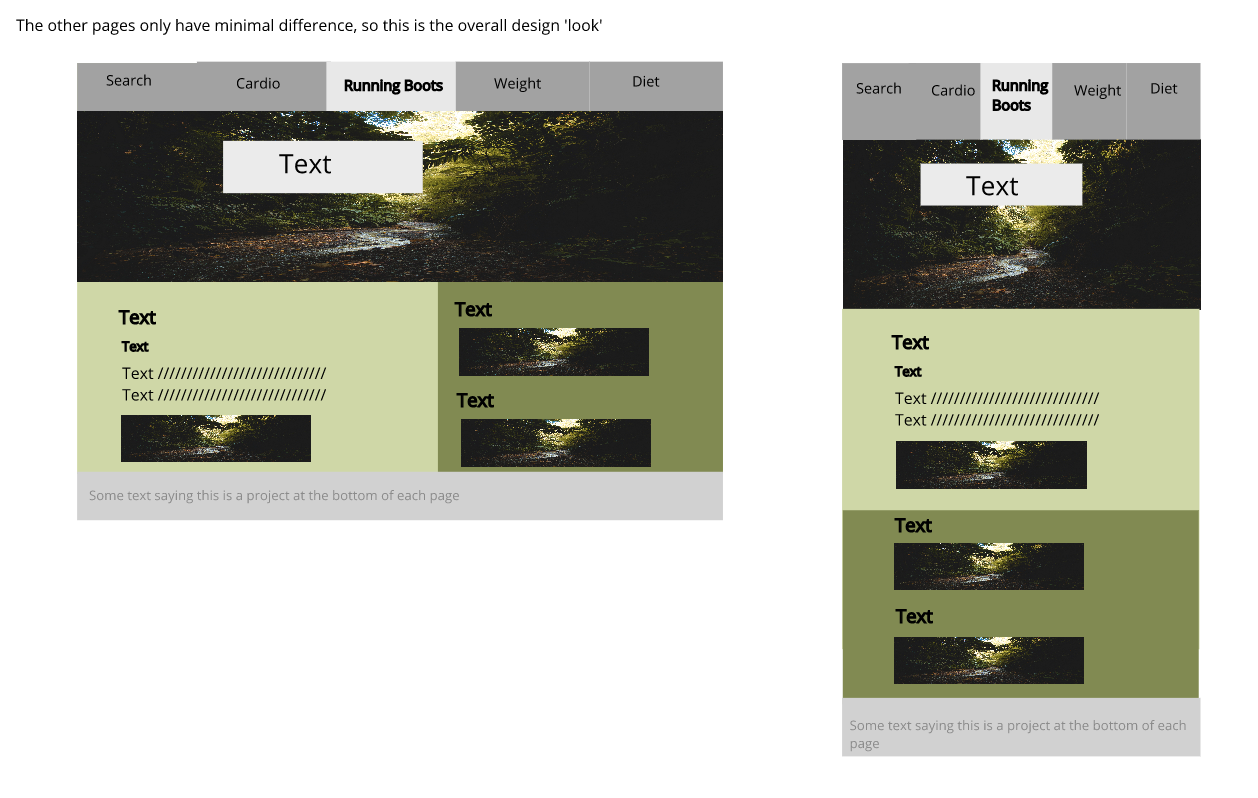 The other pages only have minimal difference, so this is the overall design 'look'
Search Cardio Running Boots Weight Diet
Text
Text
Text
Text /////////////////////////////
Text /////////////////////////////
Text
Text
Some text saying this is a project at the bottom of each page
Search Cardio Running Boots Weight Diet
Text
Text
Text
Text /////////////////////////////
Text /////////////////////////////
Text
Text
Some text saying this is a project at the bottom of each
page